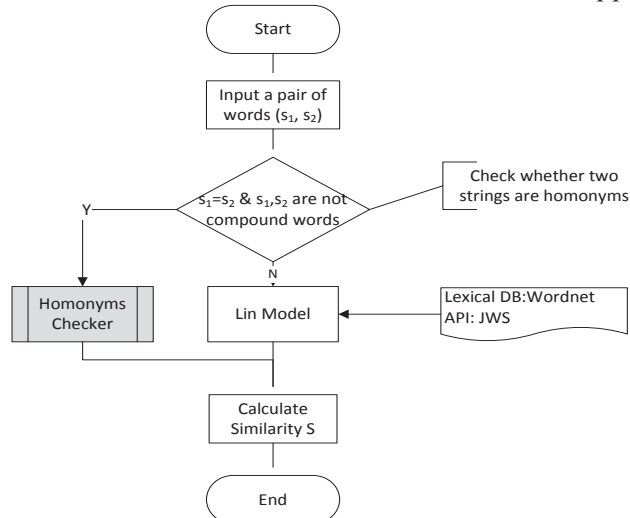 Start
Input a pair of
words (s₁, s₂)
s₁=s₂ & s₁,s₂ are not
compound words
Check whether two
strings are homonyms
Y
N
Homonyms
Checker
Lin Model
Lexical DB:Wordnet
API: JWS
Calculate
Similarity S
End